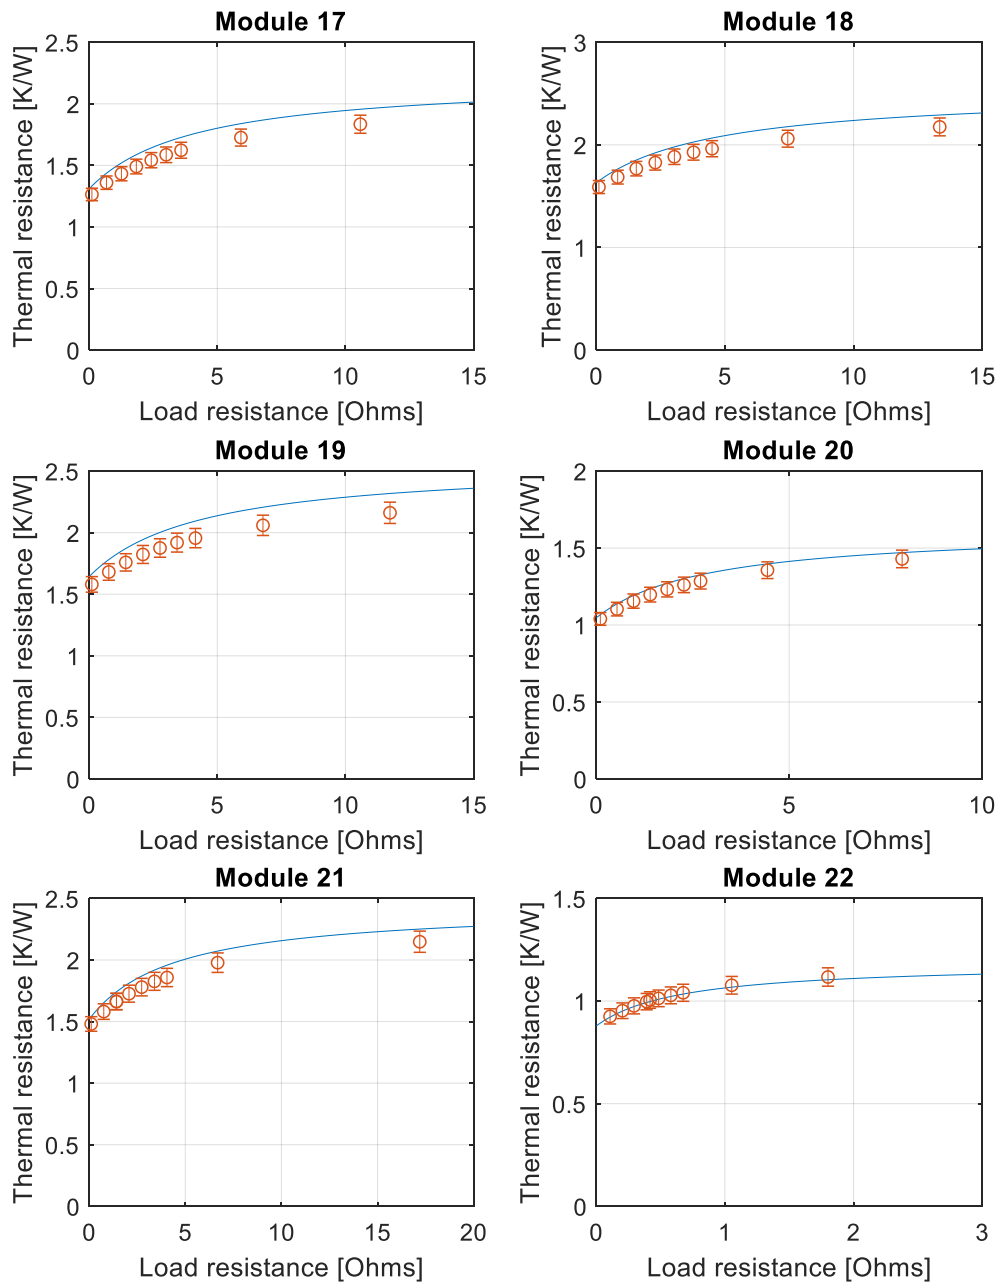 Module 17
Thermal resistance [K/W]
2.5
2
1.5
1
0.5
0
0 5 10 15
Load resistance [Ohms]
Module 18
Thermal resistance [K/W]
3
2
1
0
0 5 10 15
Load resistance [Ohms]
Module 19
Thermal resistance [K/W]
2.5
2
1.5
1
0.5
0
0 5 10 15
Load resistance [Ohms]
Module 20
Thermal resistance [K/W]
2
1.5
1
0.5
0
0 5 10
Load resistance [Ohms]
Module 21
Thermal resistance [K/W]
2.5
2
1.5
1
0.5
0
0 5 10 15 20
Load resistance [Ohms]
Module 22
Thermal resistance [K/W]
1.5
1
0.5
0
0 1 2 3
Load resistance [Ohms]